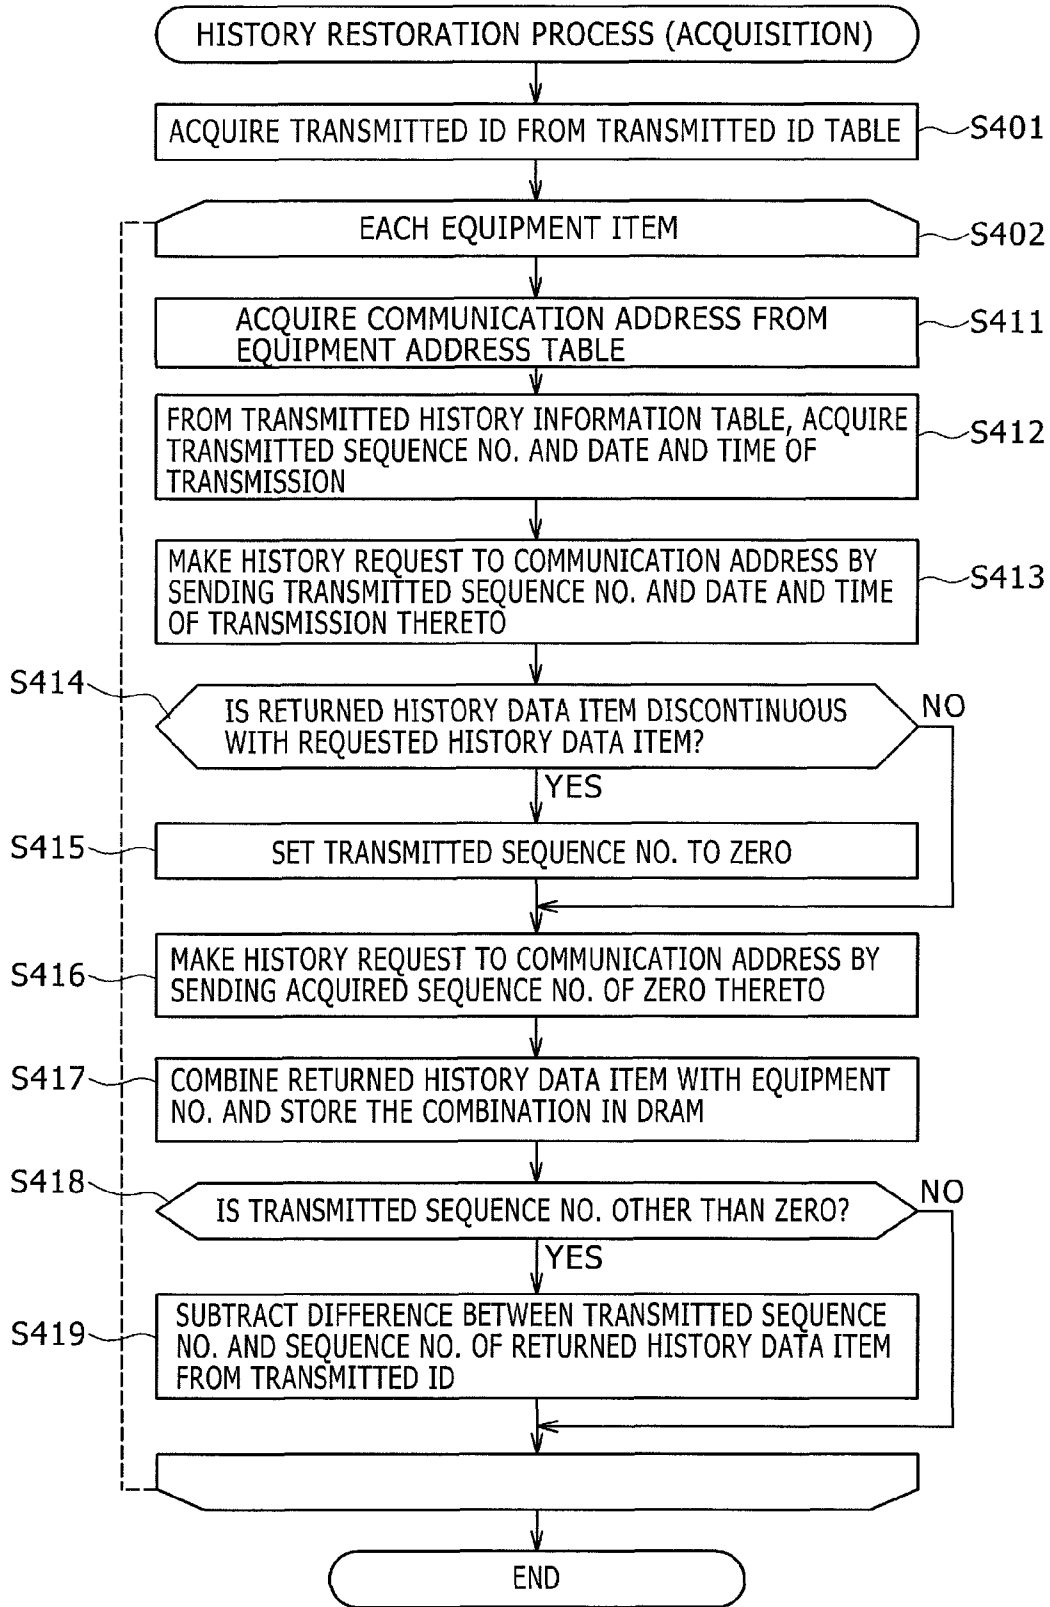 HISTORY RESTORATION PROCESS (ACQUISITION)
ACQUIRE TRANSMITTED ID FROM TRANSMITTED ID TABLE
S401
EACH EQUIPMENT ITEM
S402
ACQUIRE COMMUNICATION ADDRESS FROM
EQUIPMENT ADDRESS TABLE
S411
FROM TRANSMITTED HISTORY INFORMATION TABLE, ACQUIRE
TRANSMITTED SEQUENCE NO. AND DATE AND TIME OF
TRANSMISSION
S412
MAKE HISTORY REQUEST TO COMMUNICATION ADDRESS BY
SENDING TRANSMITTED SEQUENCE NO. AND DATE AND TIME
OF TRANSMISSION THERETO
S413
S414
IS RETURNED HISTORY DATA ITEM DISCONTINUOUS
WITH REQUESTED HISTORY DATA ITEM?
NO
YES
S415
SET TRANSMITTED SEQUENCE NO. TO ZERO
S416
MAKE HISTORY REQUEST TO COMMUNICATION ADDRESS BY
SENDING ACQUIRED SEQUENCE NO. OF ZERO THERETO
S417
COMBINE RETURNED HISTORY DATA ITEM WITH EQUIPMENT
NO. AND STORE THE COMBINATION IN DRAM
S418
IS TRANSMITTED SEQUENCE NO. OTHER THAN ZERO?
NO
YES
S419
SUBTRACT DIFFERENCE BETWEEN TRANSMITTED SEQUENCE
NO. AND SEQUENCE NO. OF RETURNED HISTORY DATA ITEM
FROM TRANSMITTED ID
END